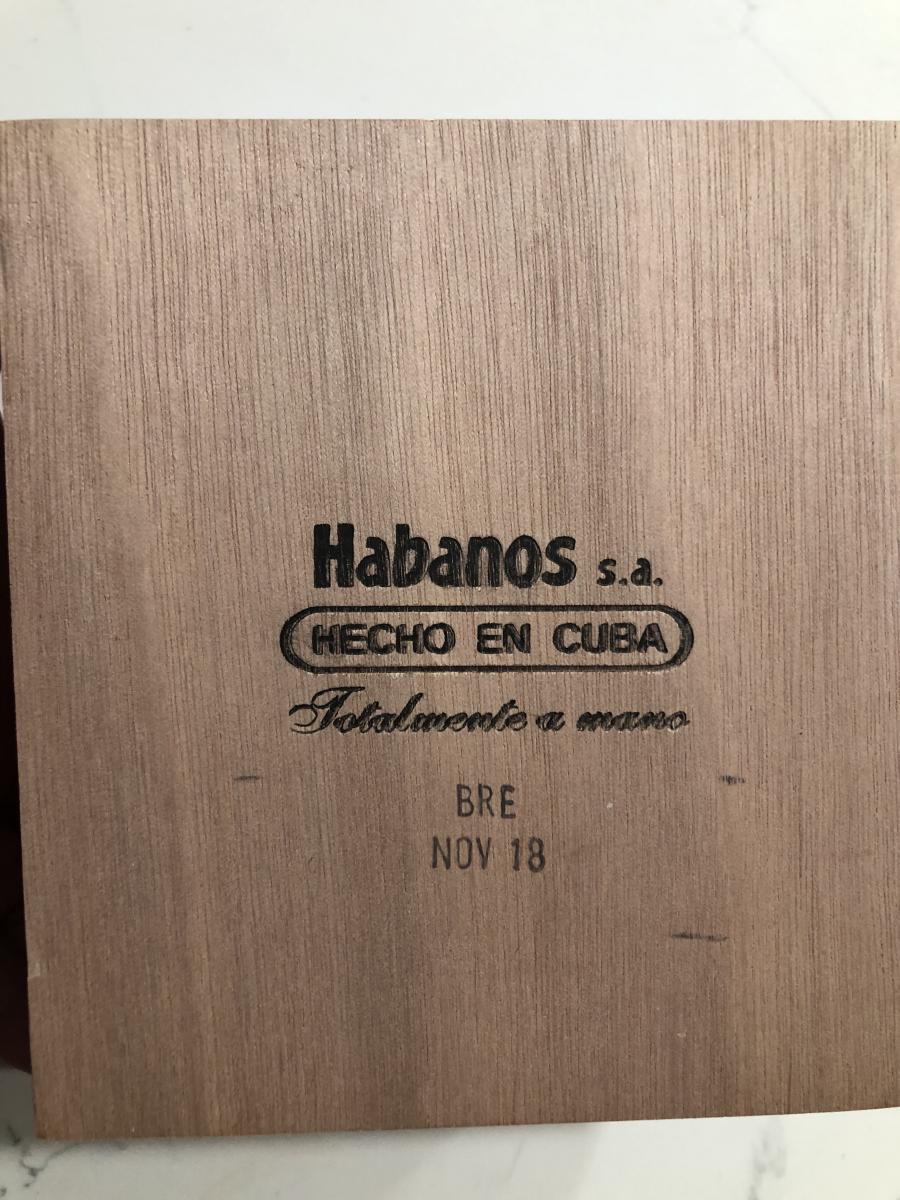 Habanos s.a.
HECHO EN CUBA
Totalmente a mano
BRE
NOV 18